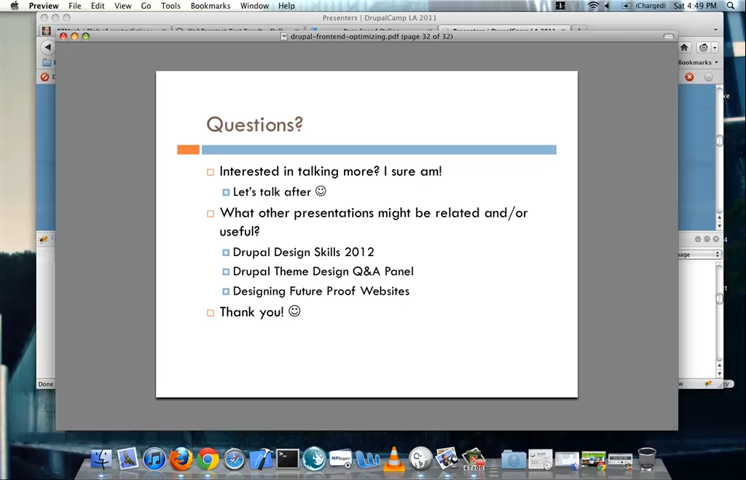 Preview File Edit View Go Tools Bookmarks Window Help
(Charged) Sat 4:49 PM
Presenters | DrupalCamp LA 2011
drupal-frontend-optimizing.pdf (page 32 of 32)
Bookmarks
Questions?
Interested in talking more? I sure am!
Let's talk after ☺
What other presentations might be related and/or
useful?
Drupal Design Skills 2012
Drupal Theme Design Q&A Panel
Designing Future Proof Websites
Thank you! ☺
Done
MPlayer